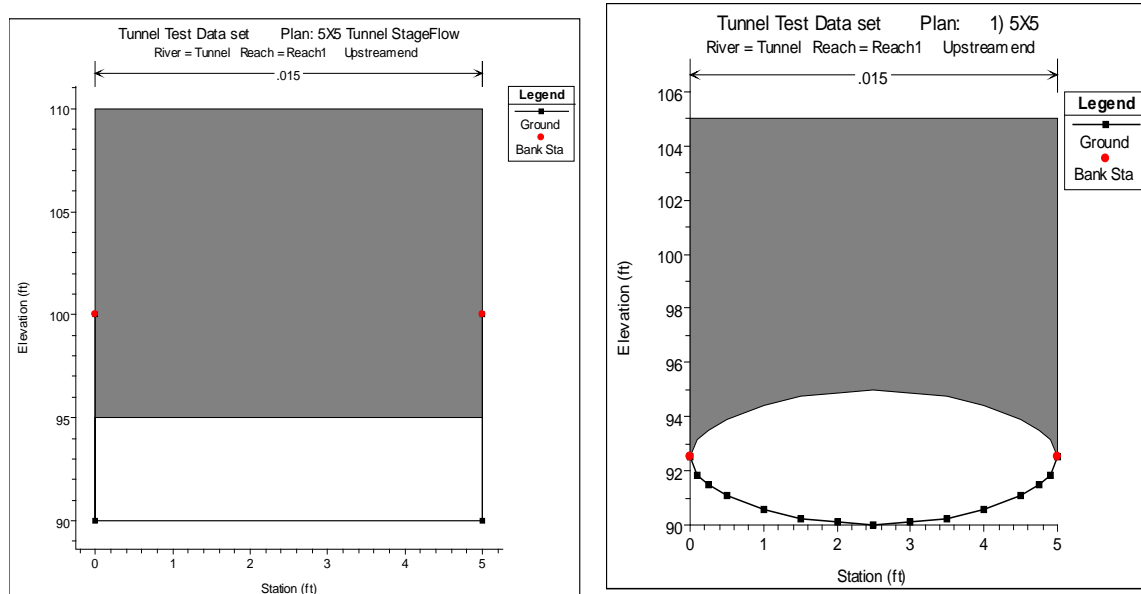 Tunnel Test Data set Plan: 5X5 Tunnel StageFlow
River = Tunnel Reach = Reach1 Upstream end
.015
Legend
Ground
Bank Sta
110
105
100
95
90
Elevation (ft)
0 1 2 3 4 5
Station (ft)
Tunnel Test Data set Plan: 1) 5X5
River = Tunnel Reach = Reach1 Upstream end
.015
Legend
Ground
Bank Sta
106
104
102
100
98
96
94
92
90
Elevation (ft)
0 1 2 3 4 5
Station (ft)